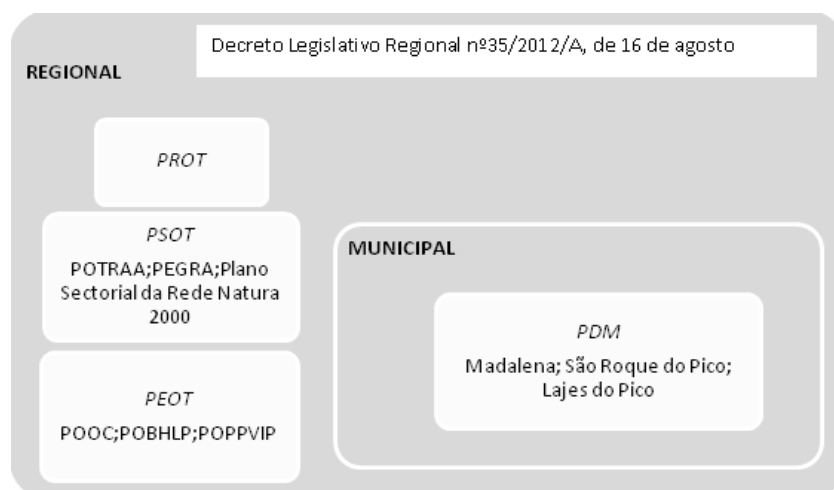 Decreto Legislativo Regional nº35/2012/A, de 16 de agosto
REGIONAL
PROT
PSOT
POTRAA;PEGRA;Plano
Sectorial da Rede Natura
2000
PEOT
POOC;POBHLP;POPPVIP
MUNICIPAL
PDM
Madalena; São Roque do Pico;
Lajes do Pico